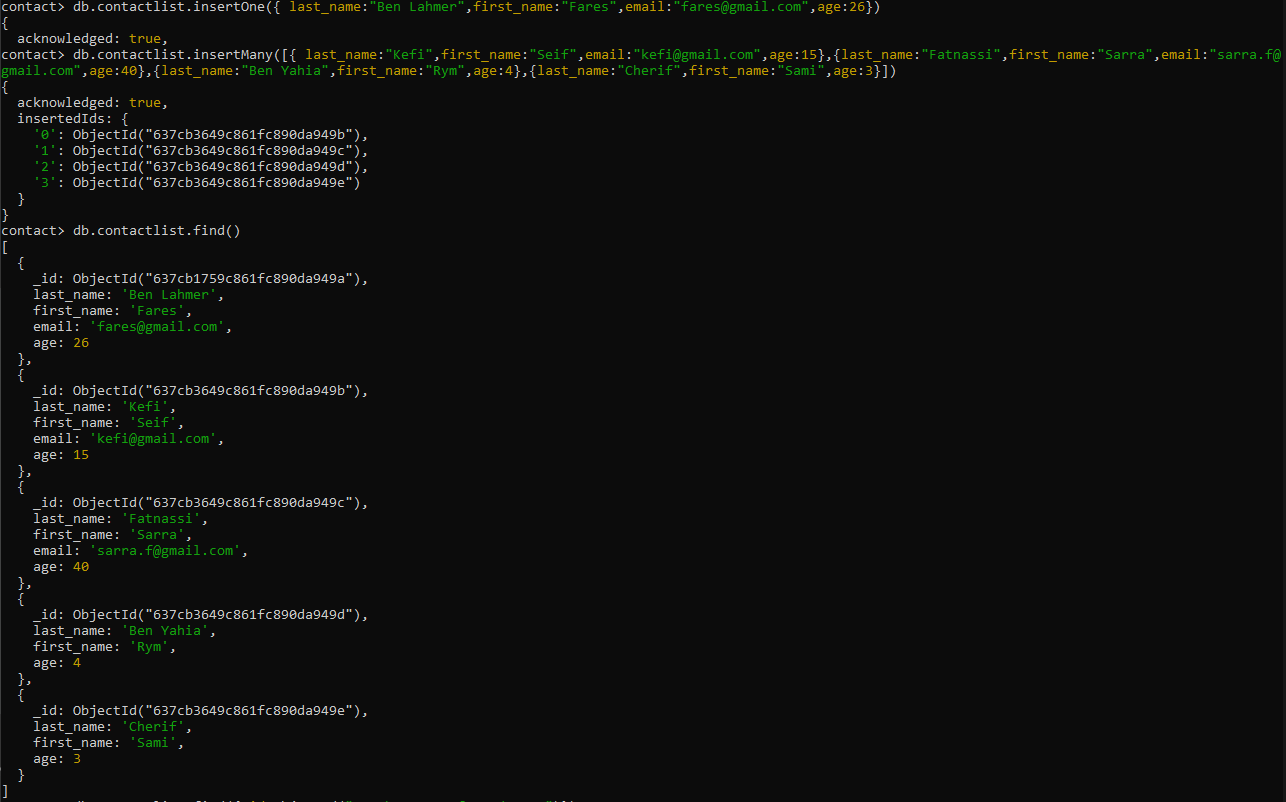 contact> db.contactlist.insertOne({ last_name:"Ben Lahmer",first_name:"Fares",email:"fares@gmail.com",age:26})
{
  acknowledged: true,
contact> db.contactlist.insertMany([{ last_name:"Kefi",first_name:"Seif",email:"kefi@gmail.com",age:15},{last_name:"Fatnassi",first_name:"Sarra",email:"sarra.f@
gmail.com",age:40},{last_name:"Ben Yahia",first_name:"Rym",age:4},{last_name:"Cherif",first_name:"Sami",age:3}])
{
  acknowledged: true,
  insertedIds: {
    '0': ObjectId("637cb3649c861fc890da949b"),
    '1': ObjectId("637cb3649c861fc890da949c"),
    '2': ObjectId("637cb3649c861fc890da949d"),
    '3': ObjectId("637cb3649c861fc890da949e")
  }
}
contact> db.contactlist.find()
[
  {
    _id: ObjectId("637cb1759c861fc890da949a"),
    last_name: 'Ben Lahmer',
    first_name: 'Fares',
    email: 'fares@gmail.com',
    age: 26
  },
  {
    _id: ObjectId("637cb3649c861fc890da949b"),
    last_name: 'Kefi',
    first_name: 'Seif',
    email: 'kefi@gmail.com',
    age: 15
  },
  {
    _id: ObjectId("637cb3649c861fc890da949c"),
    last_name: 'Fatnassi',
    first_name: 'Sarra',
    email: 'sarra.f@gmail.com',
    age: 40
  },
  {
    _id: ObjectId("637cb3649c861fc890da949d"),
    last_name: 'Ben Yahia',
    first_name: 'Rym',
    age: 4
  },
  {
    _id: ObjectId("637cb3649c861fc890da949e"),
    last_name: 'Cherif',
    first_name: 'Sami',
    age: 3
  }
]